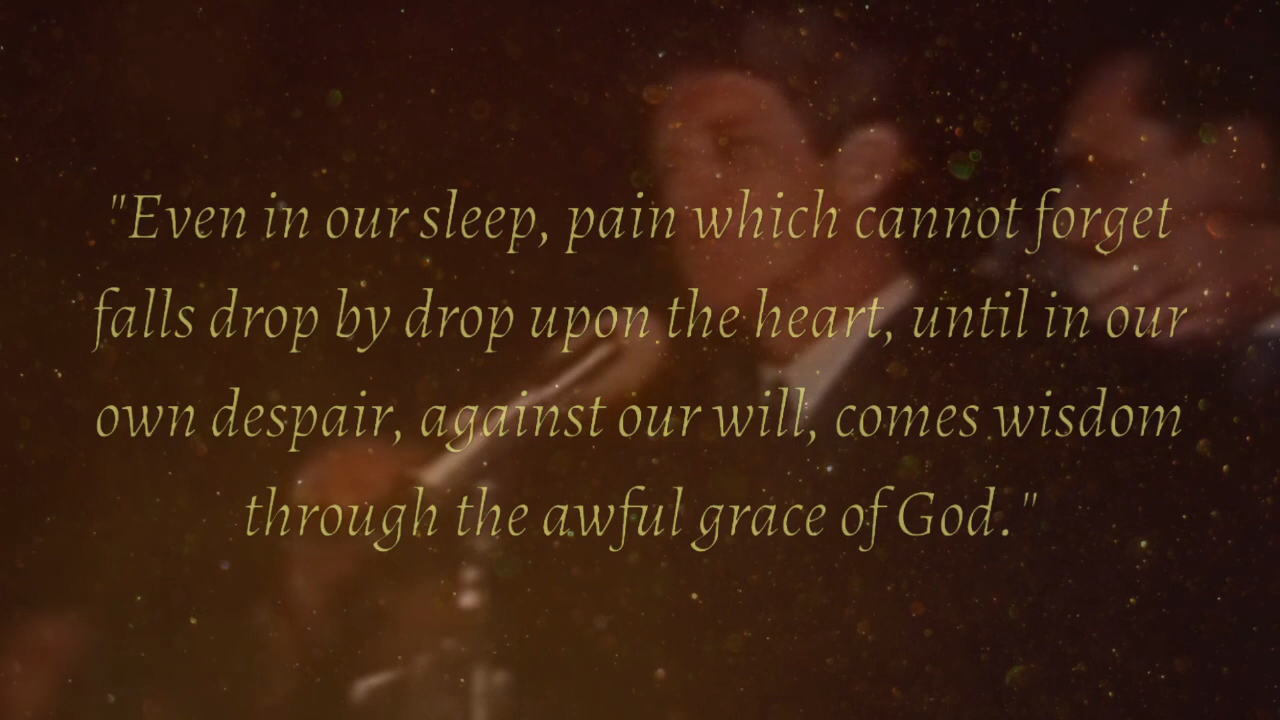 "Even in our sleep, pain which cannot forget
falls drop by drop upon the heart, until in our
own despair, against our will, comes wisdom
through the awful grace of God."